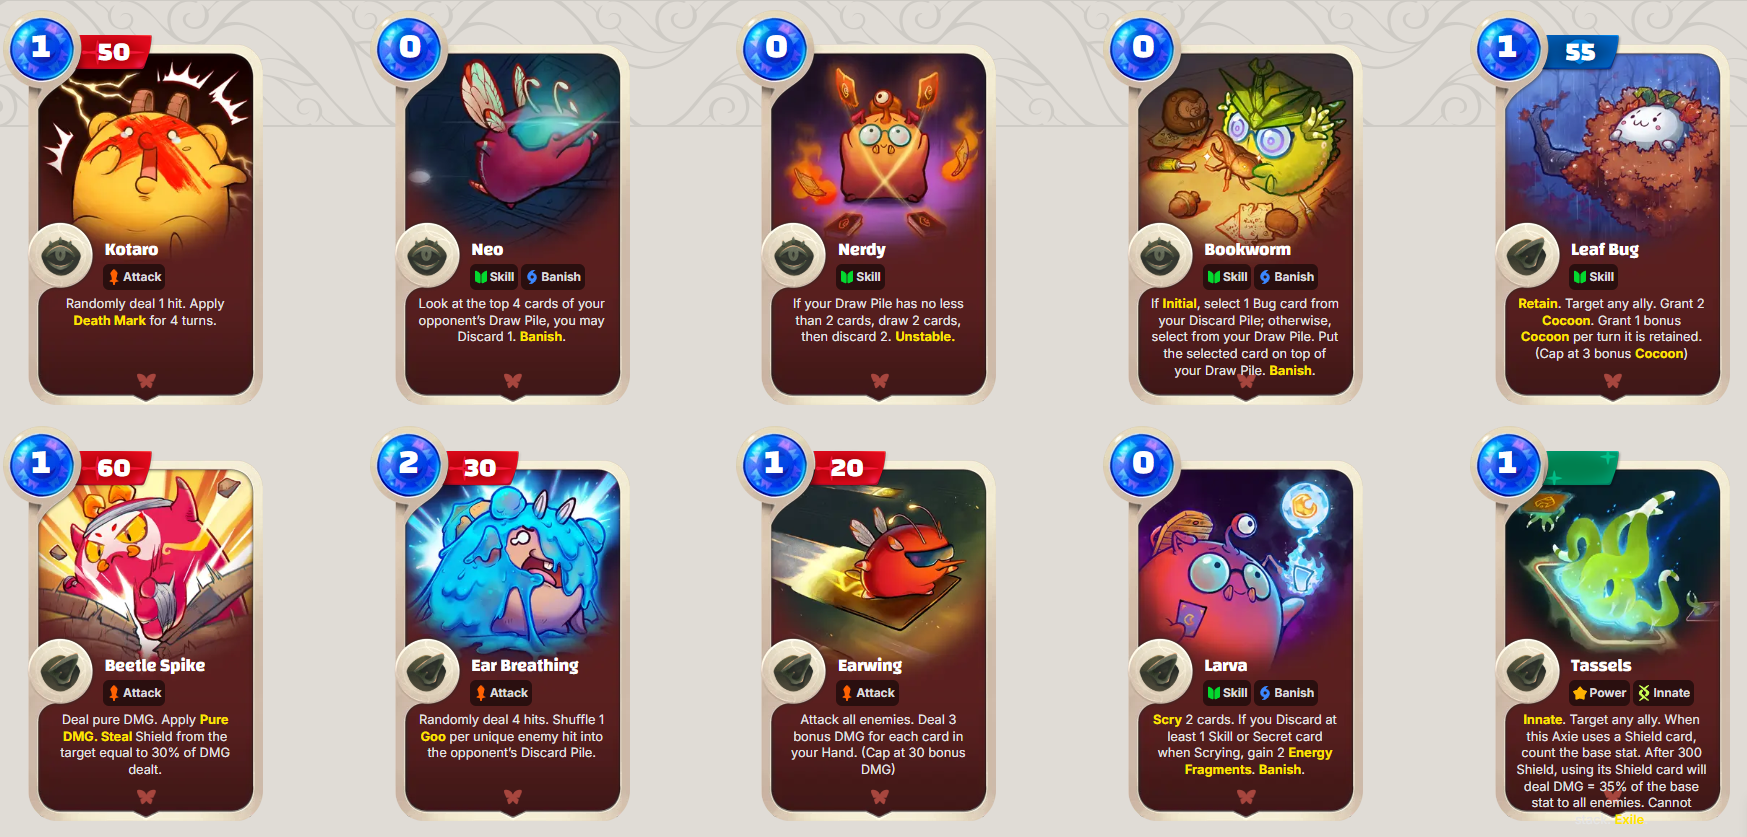 1
50
Kotaro
Attack
Randomly deal 1 hit. Apply
Death Mark for 4 turns.
0
Neo
Skill Banish
Look at the top 4 cards of your
opponent's Draw Pile, you may
Discard 1. Banish.
0
Nerdy
Skill
If your Draw Pile has no less
than 2 cards, draw 2 cards,
then discard 2. Unstable.
0
Bookworm
Skill Banish
If Initial, select 1 Bug card from
your Discard Pile; otherwise,
select from your Draw Pile. Put
the selected card on top of
your Draw Pile. Banish.
1
55
Leaf Bug
Skill
Retain. Target any ally. Grant 2
Cocoon. Grant 1 bonus
Cocoon per turn it is retained.
(Cap at 3 bonus Cocoon)
1
60
Beetle Spike
Attack
Deal pure DMG. Apply Pure
DMG. Steal Shield from the
target equal to 30% of DMG
dealt.
2
30
Ear Breathing
Attack
Randomly deal 4 hits. Shuffle 1
Goo per unique enemy hit into
the opponent's Discard Pile.
1
20
Earwing
Attack
Attack all enemies. Deal 3
bonus DMG for each card in
your Hand. (Cap at 30 bonus
DMG)
0
Larva
Skill Banish
Scry 2 cards. If you Discard at
least 1 Skill or Secret card
when Scrying, gain 2 Energy
Fragments. Banish.
1
Tassels
Power Innate
Innate. Target any ally. When
this Axie uses a Shield card,
count the base stat. After 300
Shield, using its Shield card will
deal DMG = 35% of the base
stat to all enemies. Cannot
Exile